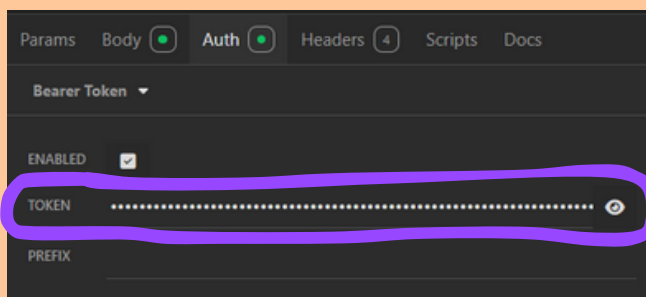 Params Body Auth Headers 4 Scripts Docs
Bearer Token
ENABLED
TOKEN ••••••••••••••••••••••••••••••••••••••••••••••••••••••••••••••••••••
PREFIX